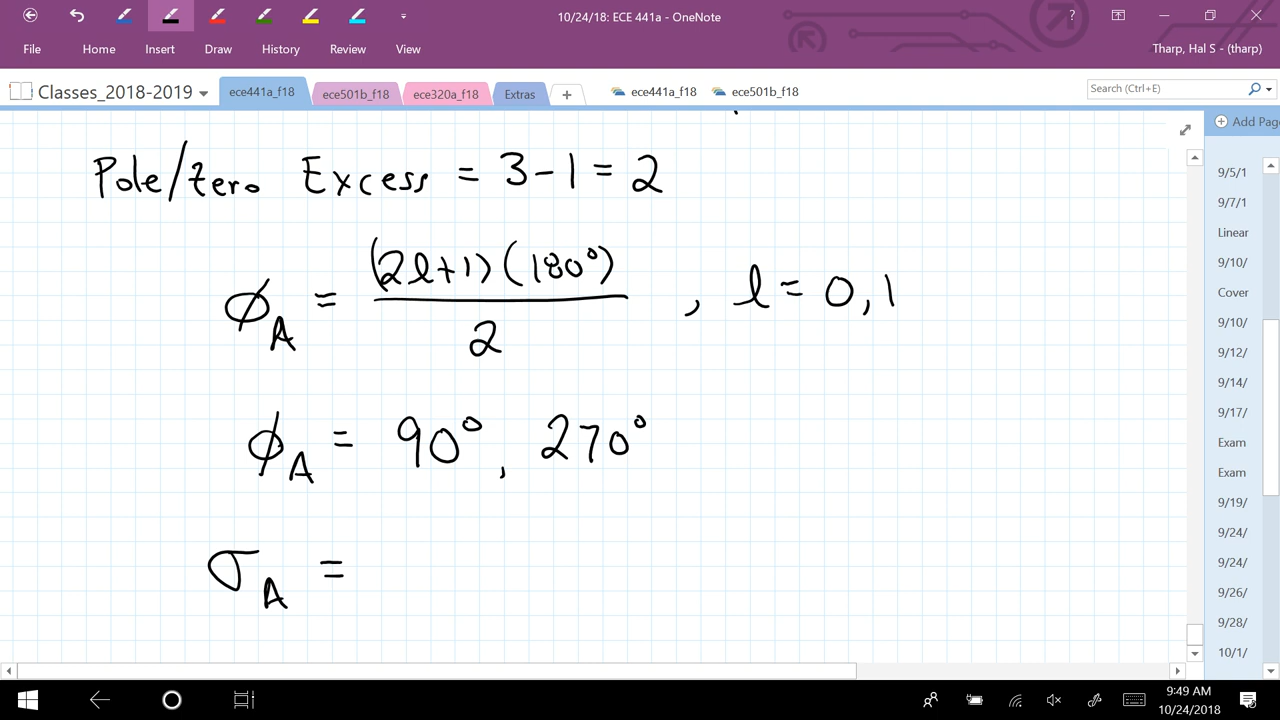 10/24/18: ECE 441a - OneNote
?
File Home Insert Draw History Review View
Tharp, Hal S - (tharp)
Classes_2018-2019
ece441a_f18 ece501b_f18 ece320a_f18 Extras +
ece441a_f18 ece501b_f18
Search (Ctrl+E)
Add Page
Pole/Zero Excess = 3-1 = 2
ϕ_A = (2l+1)(180°) / 2 , l = 0, 1
ϕ_A = 90°, 270°
σ_A =
9/5/1
9/7/1
Linear
9/10/
Cover
9/10/
9/12/
9/14/
9/17/
Exam
Exam
9/19/
9/24/
9/24/
9/26/
9/28/
10/1/
9:49 AM
10/24/2018